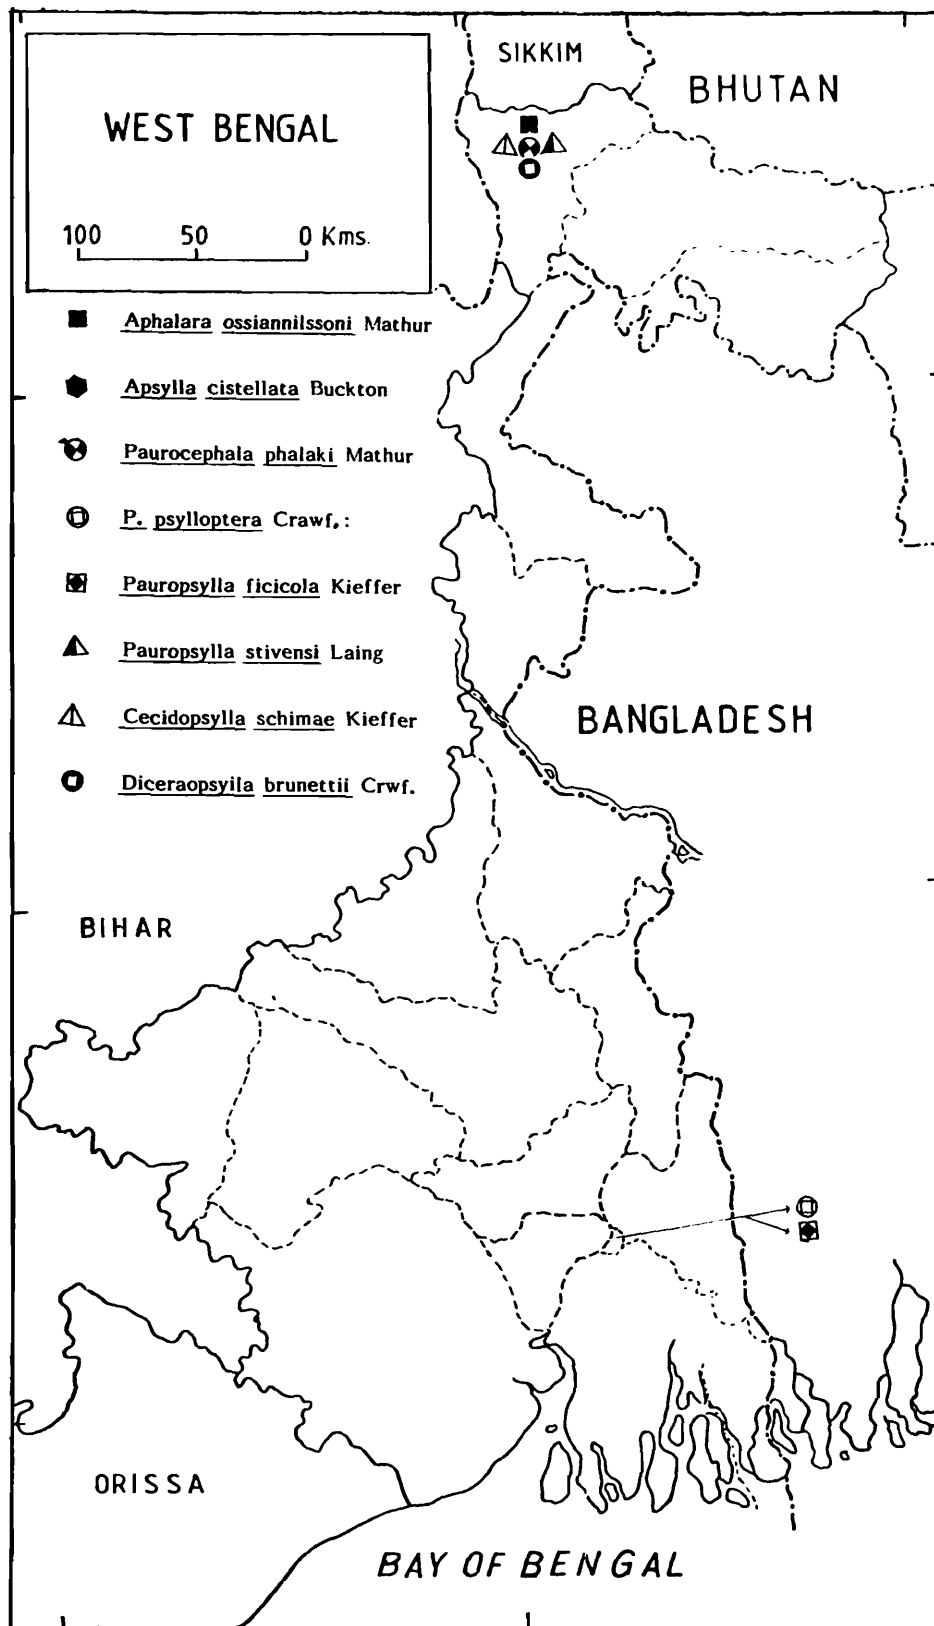 SIKKIM
BHUTAN
WEST BENGAL
100 50 0 Kms.
Aphalara ossiannilssoni Mathur
Apsylla cistellata Buckton
Paurocephala phalaki Mathur
P. psylloptera Crawf.:
Pauropsylla ficicola Kieffer
Pauropsylla stivensi Laing
Cecidopsylla schimae Kieffer
Diceraopsyila brunettii Crwf.
BANGLADESH
BIHAR
ORISSA
BAY OF BENGAL